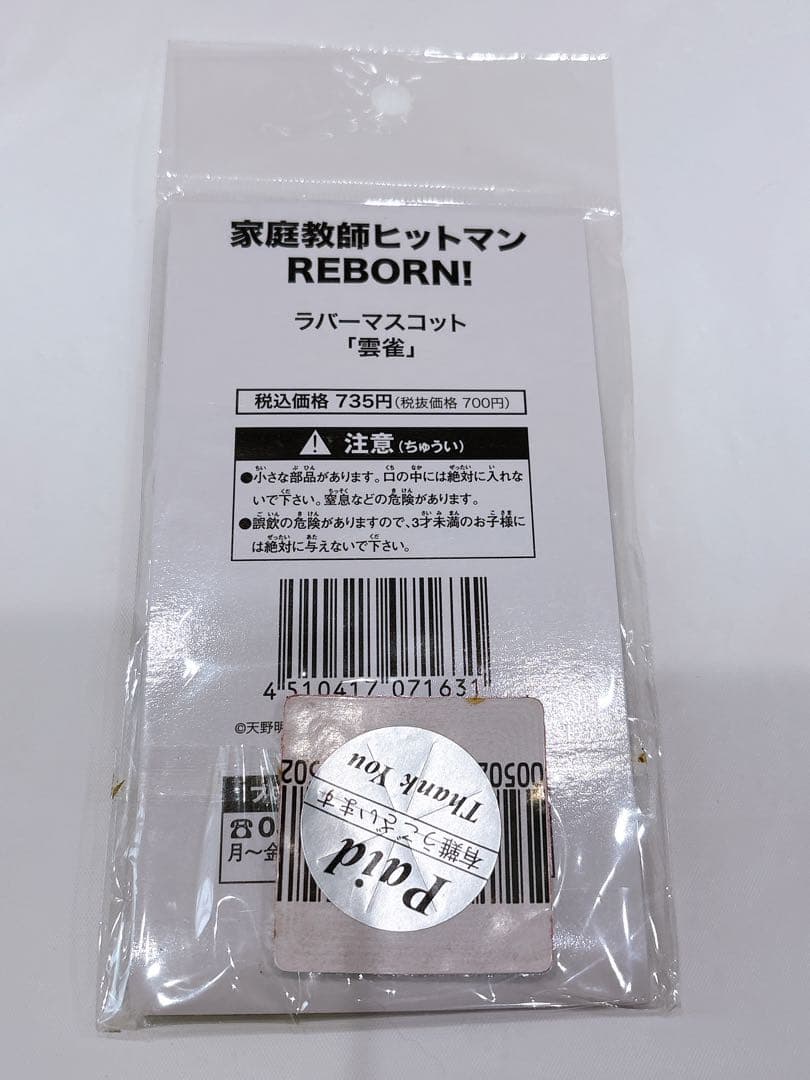 家庭教師ヒットマン
REBORN!
ラバーマスコット
「雲雀」
税込価格 735円(税抜価格 700円)
注意(ちゅうい)
●小さな部品があります。口の中には絶対に入れな
いで下さい。窒息などの危険があります。
●誤飲の危険がありますので、3才未満のお子様に
は絶対に与えないで下さい。
4 510417 071631
©天野明
月〜金
Paid
有難うございます
Thank You